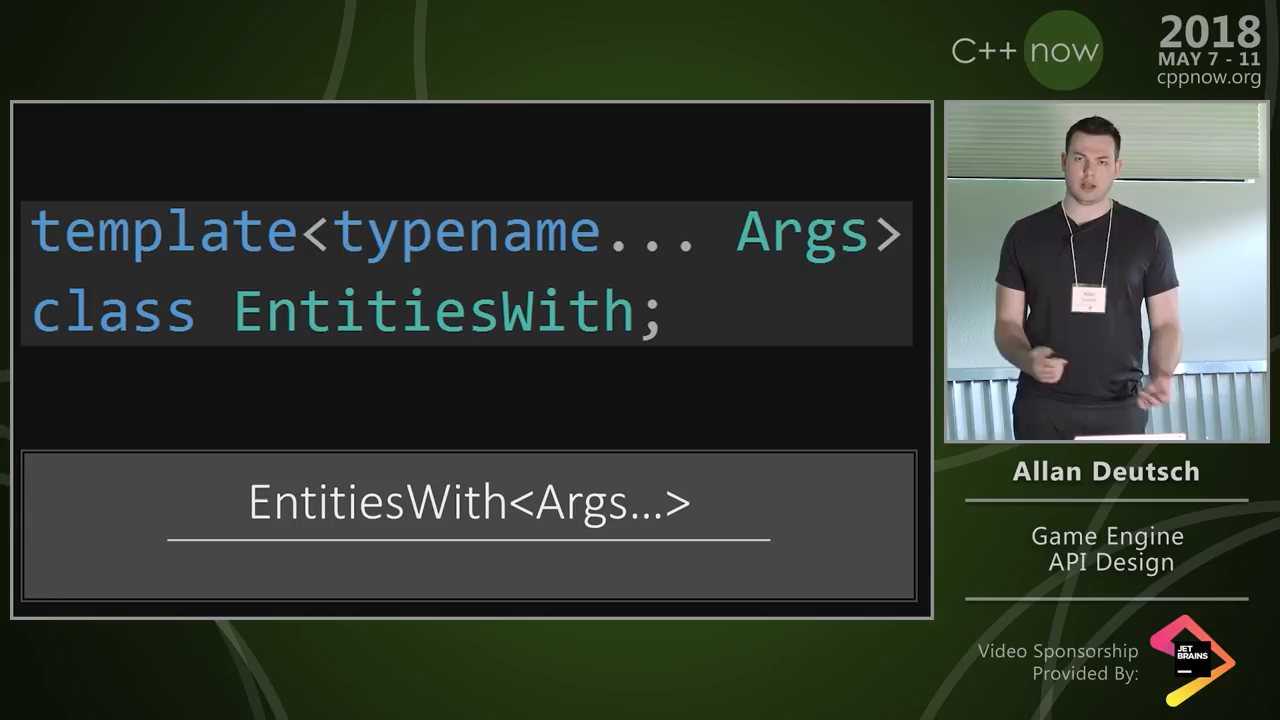 C++ now
2018
MAY 7 - 11
cppnow.org
template<typename... Args>
class EntitiesWith;
EntitiesWith<Args...>
Allan Deutsch
Game Engine
API Design
Video Sponsorship
Provided By:
JET
BRAINS